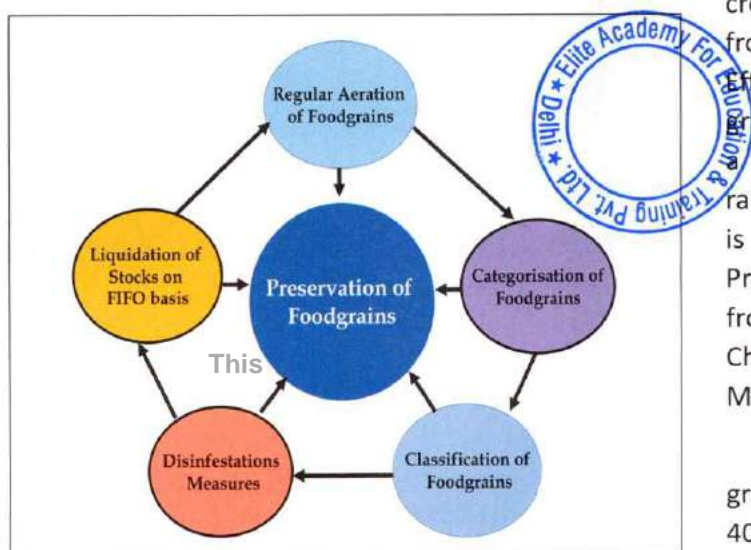 Regular Aeration
of Foodgrains
Liquidation of
Stocks on
FIFO basis
Preservation of
Foodgrains
Categorisation of
Foodgrains
This
Disinfestations
Measures
Classification of
Foodgrains
Elite Academy For Education & Training Pvt. Ltd. ★ Delhi ★
is
Pr
fro
Ch
M
gr
40